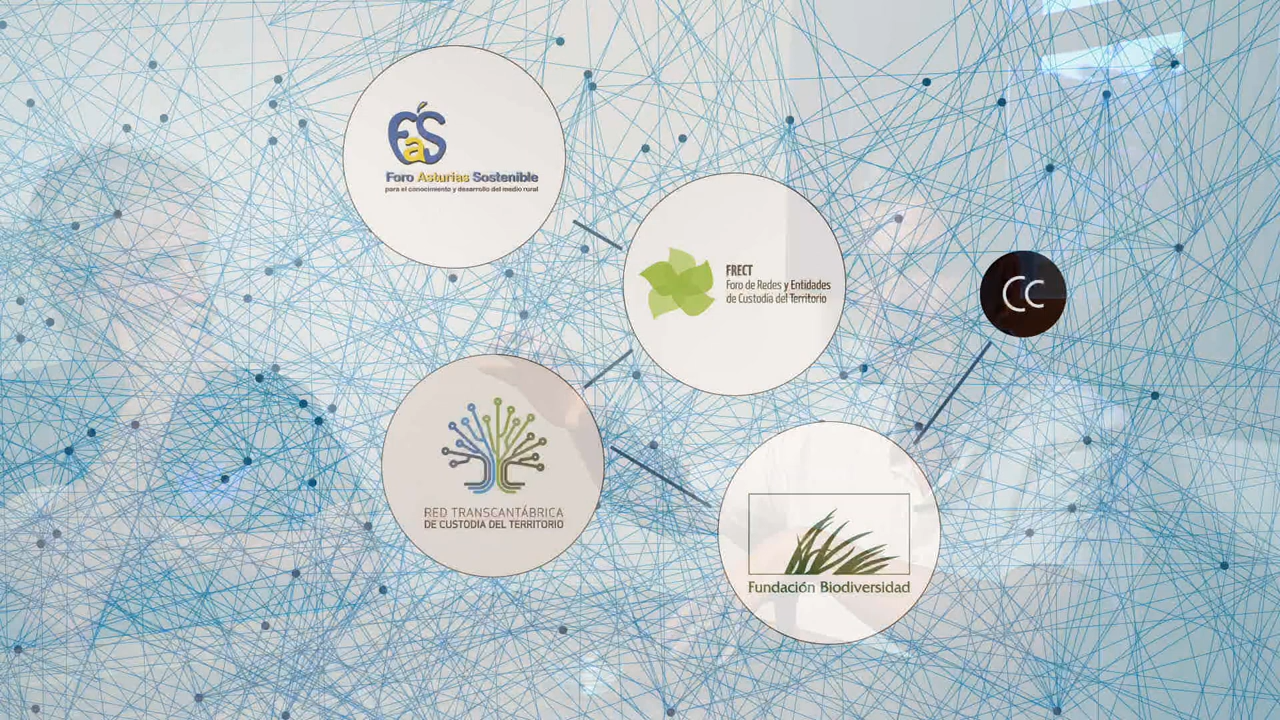 FaS
Foro Asturias Sostenible
para el conocimiento y desarrollo del medio rural
FRECT
Foro de Redes y Entidades
de Custodia del Territorio
CC
RED TRANSCANTÁBRICA
DE CUSTODIA DEL TERRITORIO
Fundación Biodiversidad